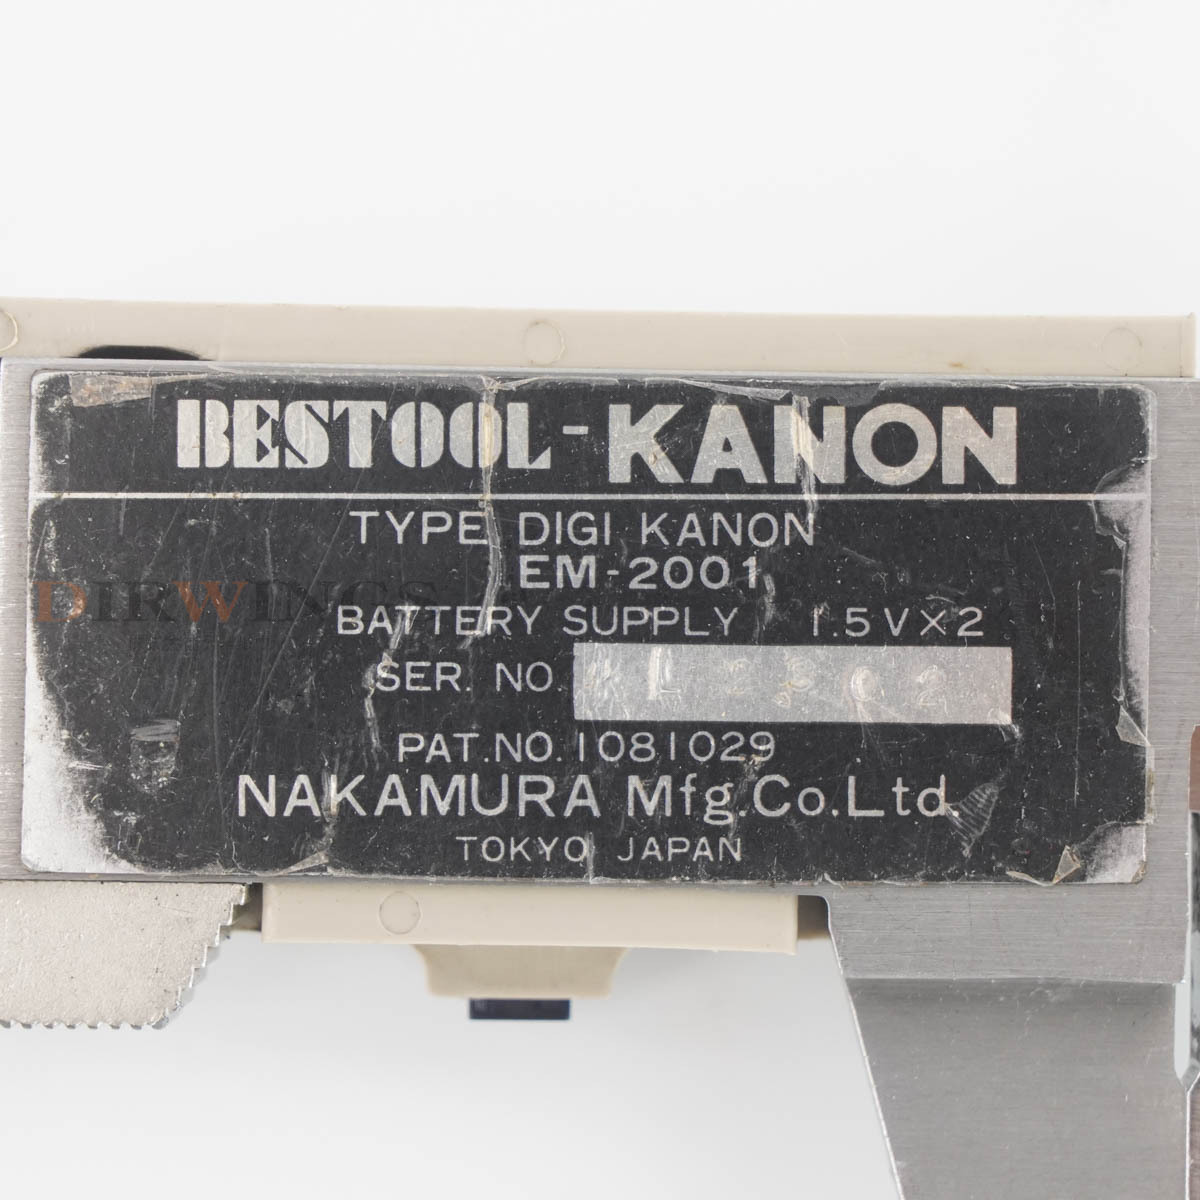 BESTOOL-KANON
TYPE DIGI KANON
EM-2001
DIRWINGS
BATTERY SUPPLY 1.5V×2
SER. NO.
PAT.NO.1081029
NAKAMURA Mfg.Co.Ltd.
TOKYO JAPAN